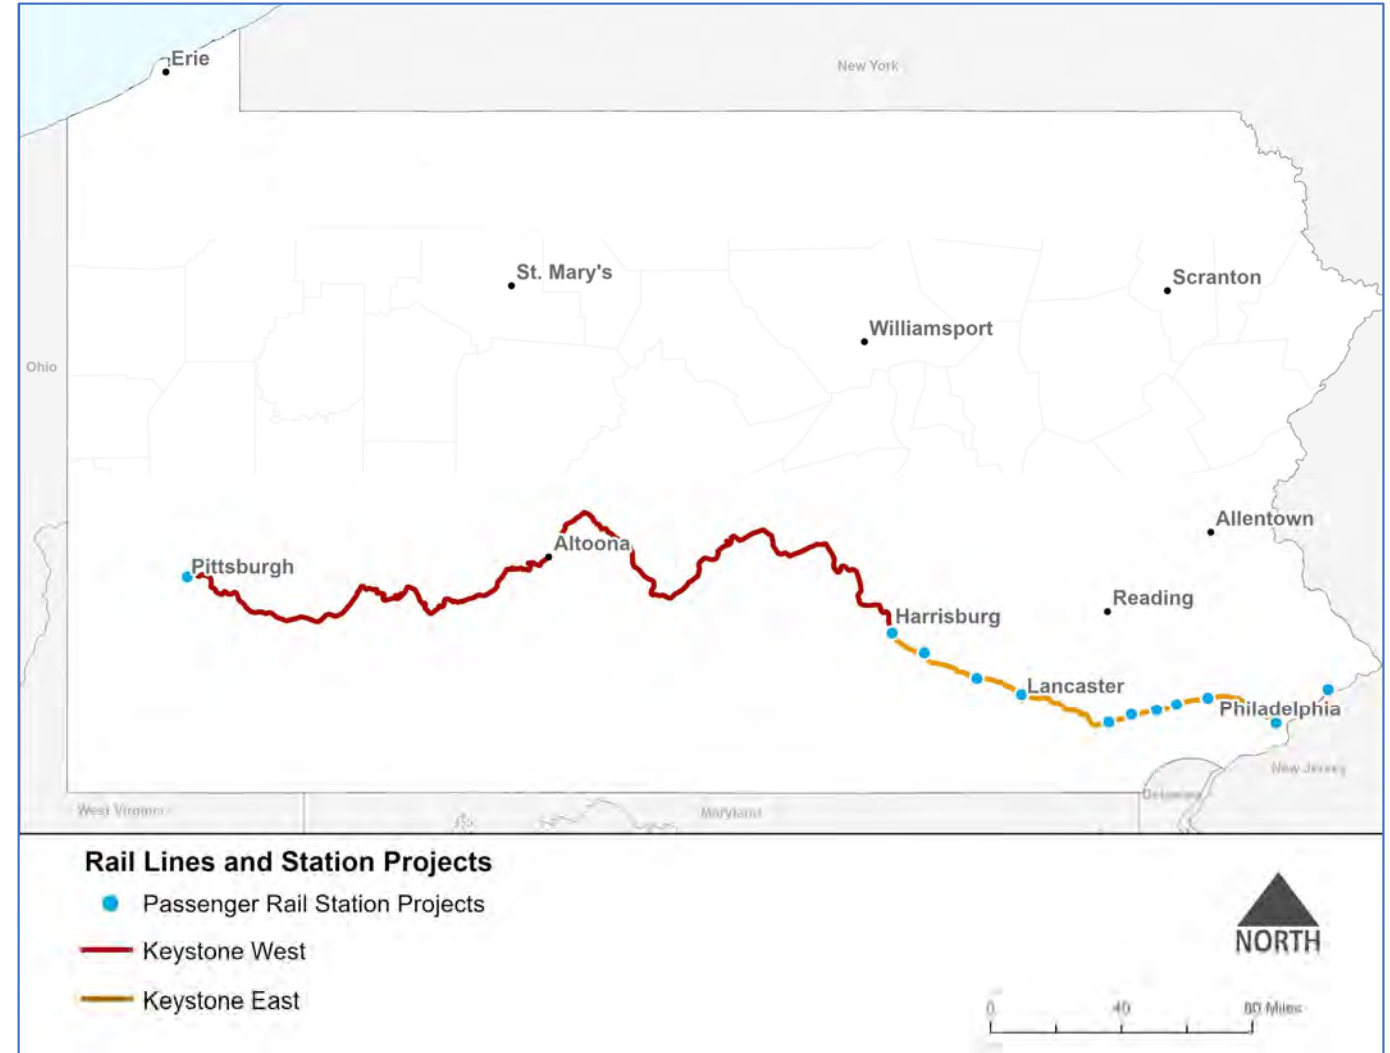 Erie
New York
St. Mary's
Scranton
Williamsport
Ohio
Allentown
Altoona
Pittsburgh
Reading
Harrisburg
Lancaster
Philadelphia
New Jersey
Delaware
West Virginia
Maryland
Rail Lines and Station Projects
Passenger Rail Station Projects
Keystone West
Keystone East
NORTH
0 40 80 Miles